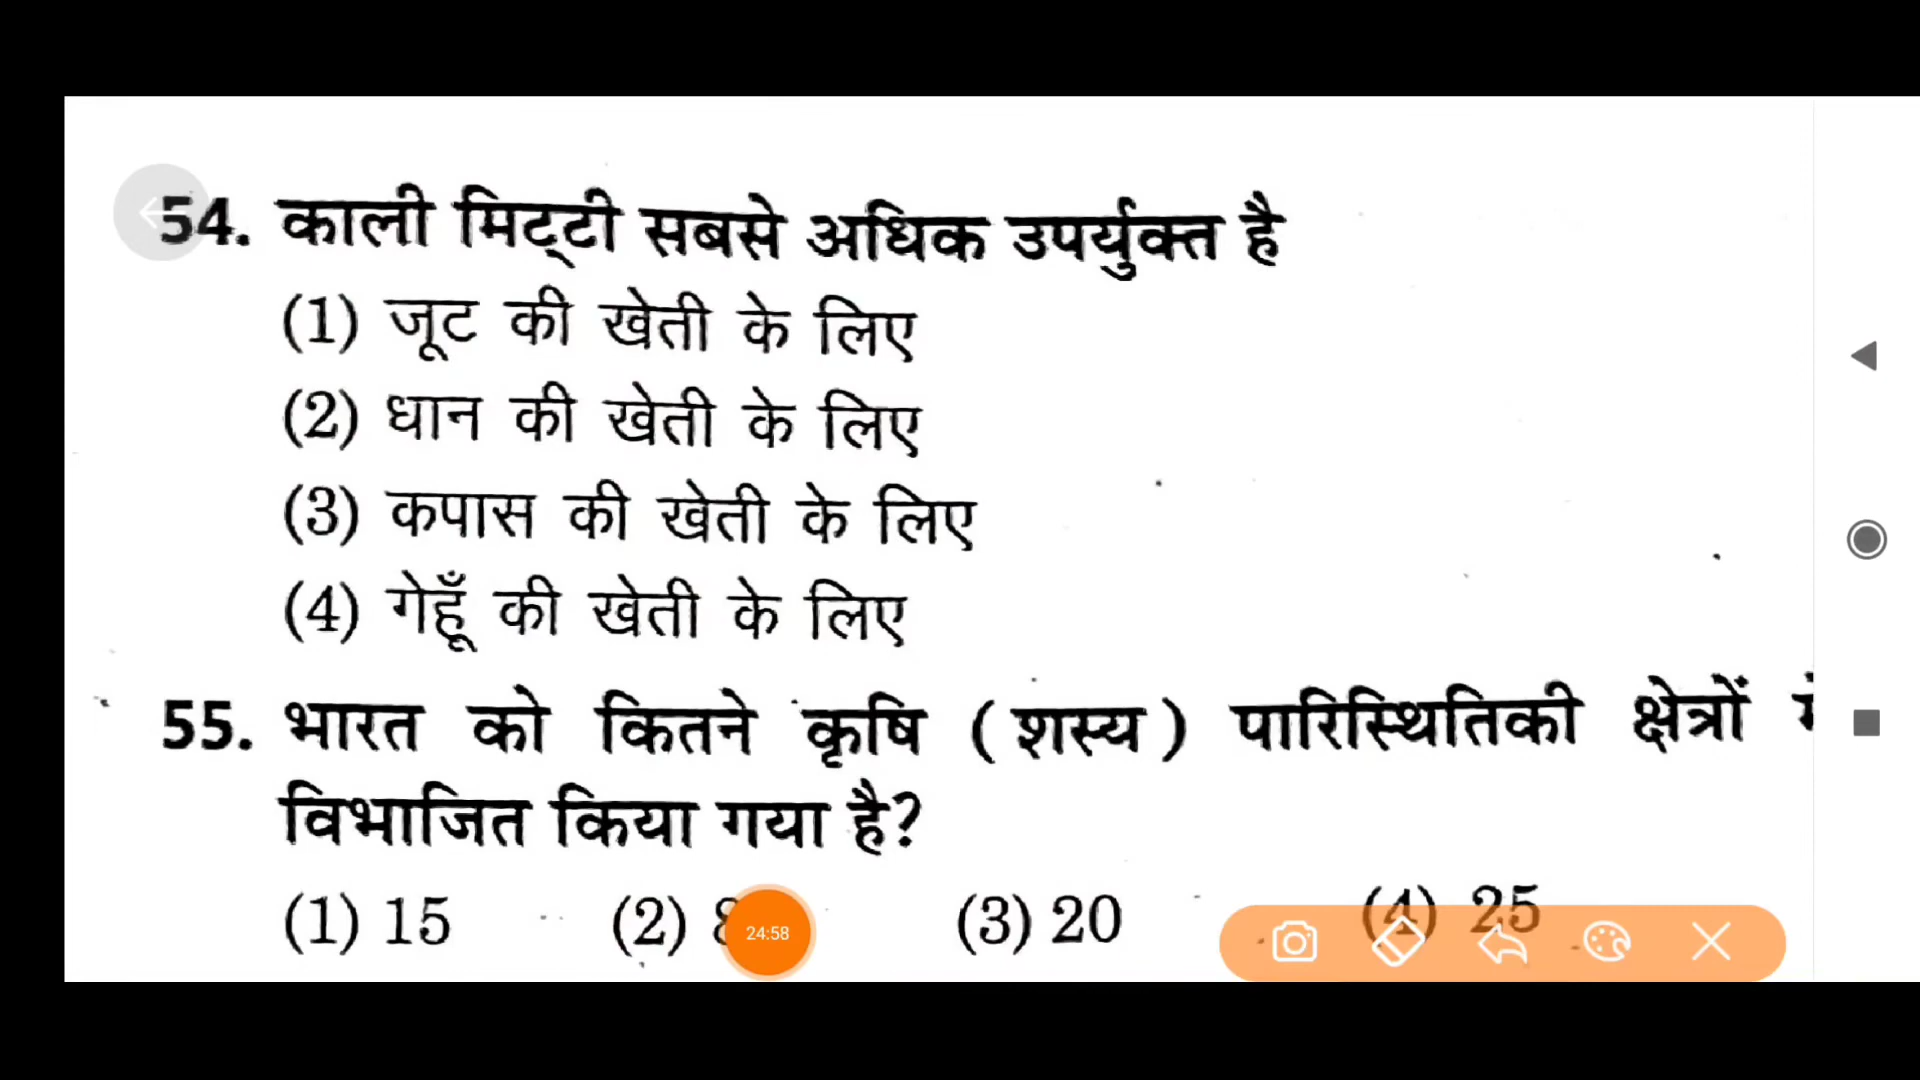 54. काली मिट्‌टी सबसे अधिक उपर्युक्त है
(1) जूट की खेती के लिए
(2) धान की खेती के लिए
(3) कपास की खेती के लिए
(4) गेहूँ की खेती के लिए
55. भारत को कितने कृषि (शस्य) पारिस्थितिकी क्षेत्रों
विभाजित किया गया है?
(1) 15 (2) (3) 20 (4) 25
24:58